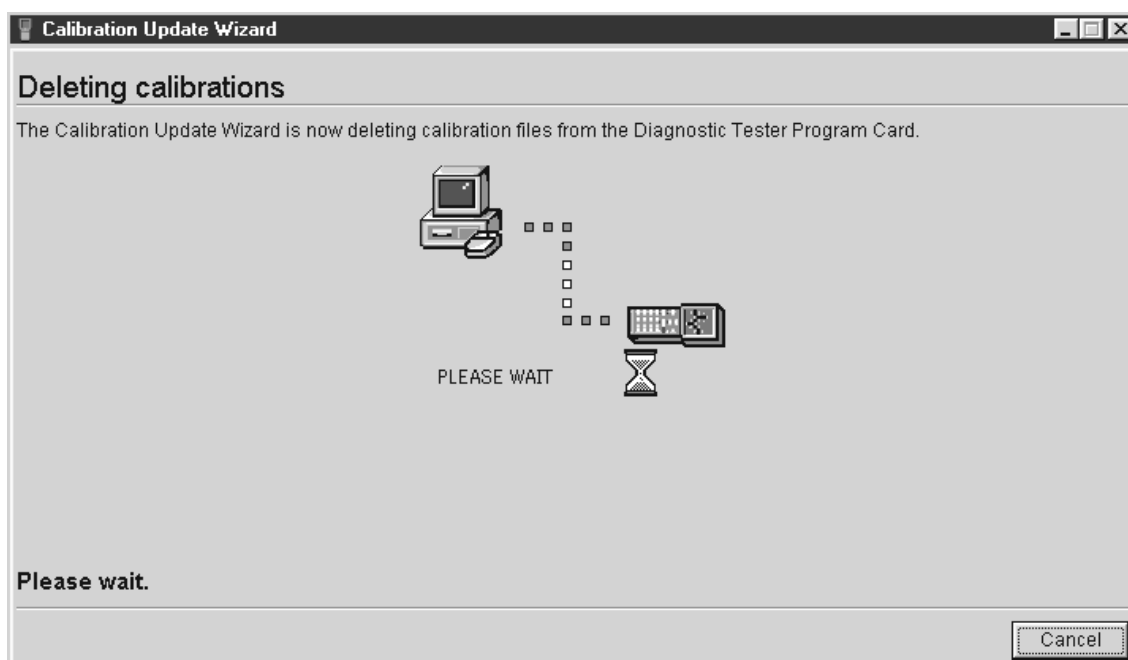 Calibration Update Wizard
Deleting calibrations
The Calibration Update Wizard is now deleting calibration files from the Diagnostic Tester Program Card.
PLEASE WAIT
Please wait.
Cancel